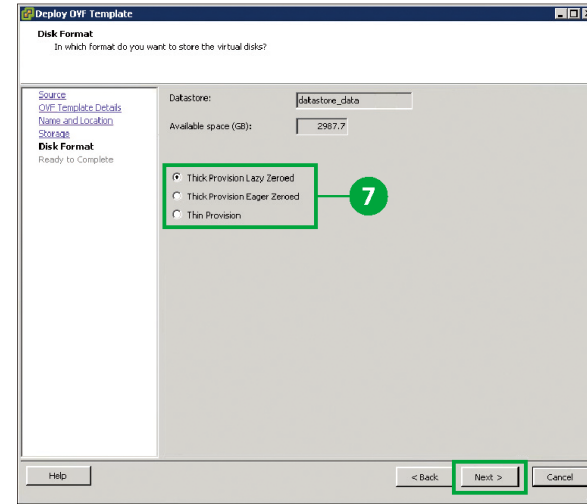 Deploy OVF Template
Disk Format
In which format do you want to store the virtual disks?
Source
OVF Template Details
Name and Location
Storage
Disk Format
Ready to Complete
Datastore:
datastore_data
Available space (GB):
2987.7
Thick Provision Lazy Zeroed
Thick Provision Eager Zeroed
Thin Provision
7
Help
< Back
Next >
Cancel